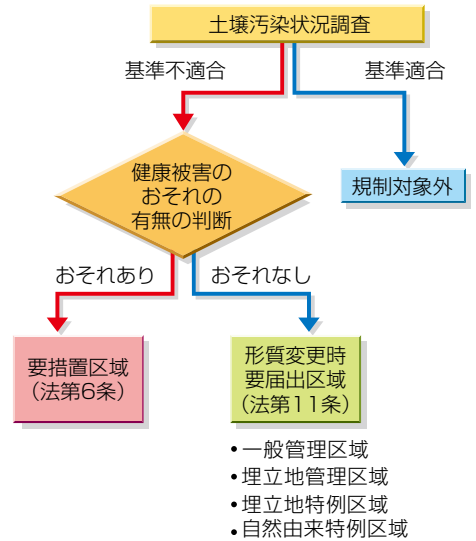 土壌汚染状況調査
基準不適合
基準適合
健康被害の
おそれの
有無の判断
規制対象外
おそれあり
おそれなし
要措置区域
（法第6条）
形質変更時
要届出区域
（法第11条）
•一般管理区域
•埋立地管理区域
•埋立地特例区域
•自然由来特例区域